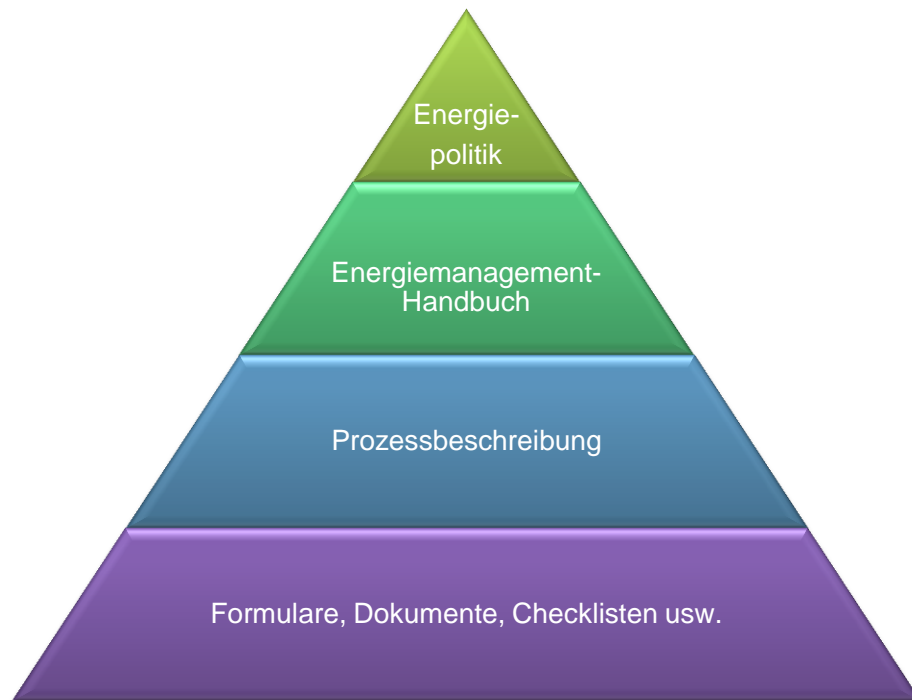 Energie-
politik
Energiemanagement-
Handbuch
Prozessbeschreibung
Formulare, Dokumente, Checklisten usw.